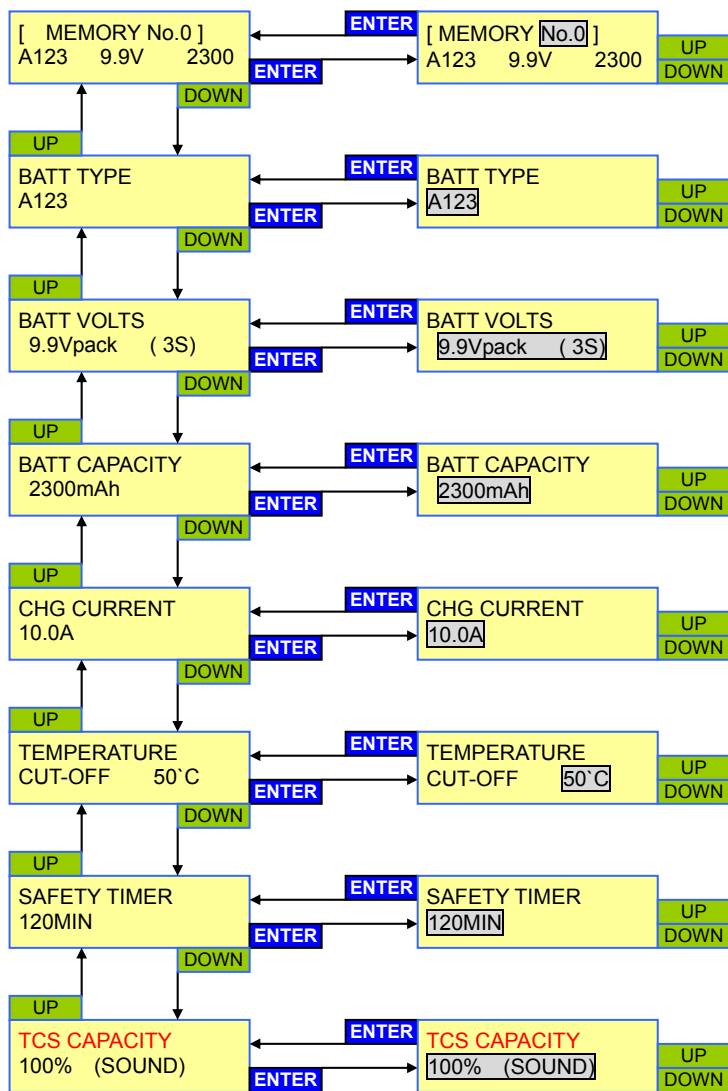 [ MEMORY No.0 ]
A123 9.9V 2300
ENTER
ENTER
[ MEMORY No.0 ]
A123 9.9V 2300
UP
DOWN
DOWN
UP
BATT TYPE
A123
ENTER
ENTER
BATT TYPE
A123
UP
DOWN
DOWN
UP
BATT VOLTS
9.9Vpack ( 3S)
ENTER
ENTER
BATT VOLTS
9.9Vpack ( 3S)
UP
DOWN
DOWN
UP
BATT CAPACITY
2300mAh
ENTER
ENTER
BATT CAPACITY
2300mAh
UP
DOWN
DOWN
UP
CHG CURRENT
10.0A
ENTER
ENTER
CHG CURRENT
10.0A
UP
DOWN
DOWN
UP
TEMPERATURE
CUT-OFF 50`C
ENTER
ENTER
TEMPERATURE
CUT-OFF 50`C
UP
DOWN
DOWN
UP
SAFETY TIMER
120MIN
ENTER
ENTER
SAFETY TIMER
120MIN
UP
DOWN
DOWN
UP
TCS CAPACITY
100% (SOUND)
ENTER
ENTER
TCS CAPACITY
100% (SOUND)
UP
DOWN